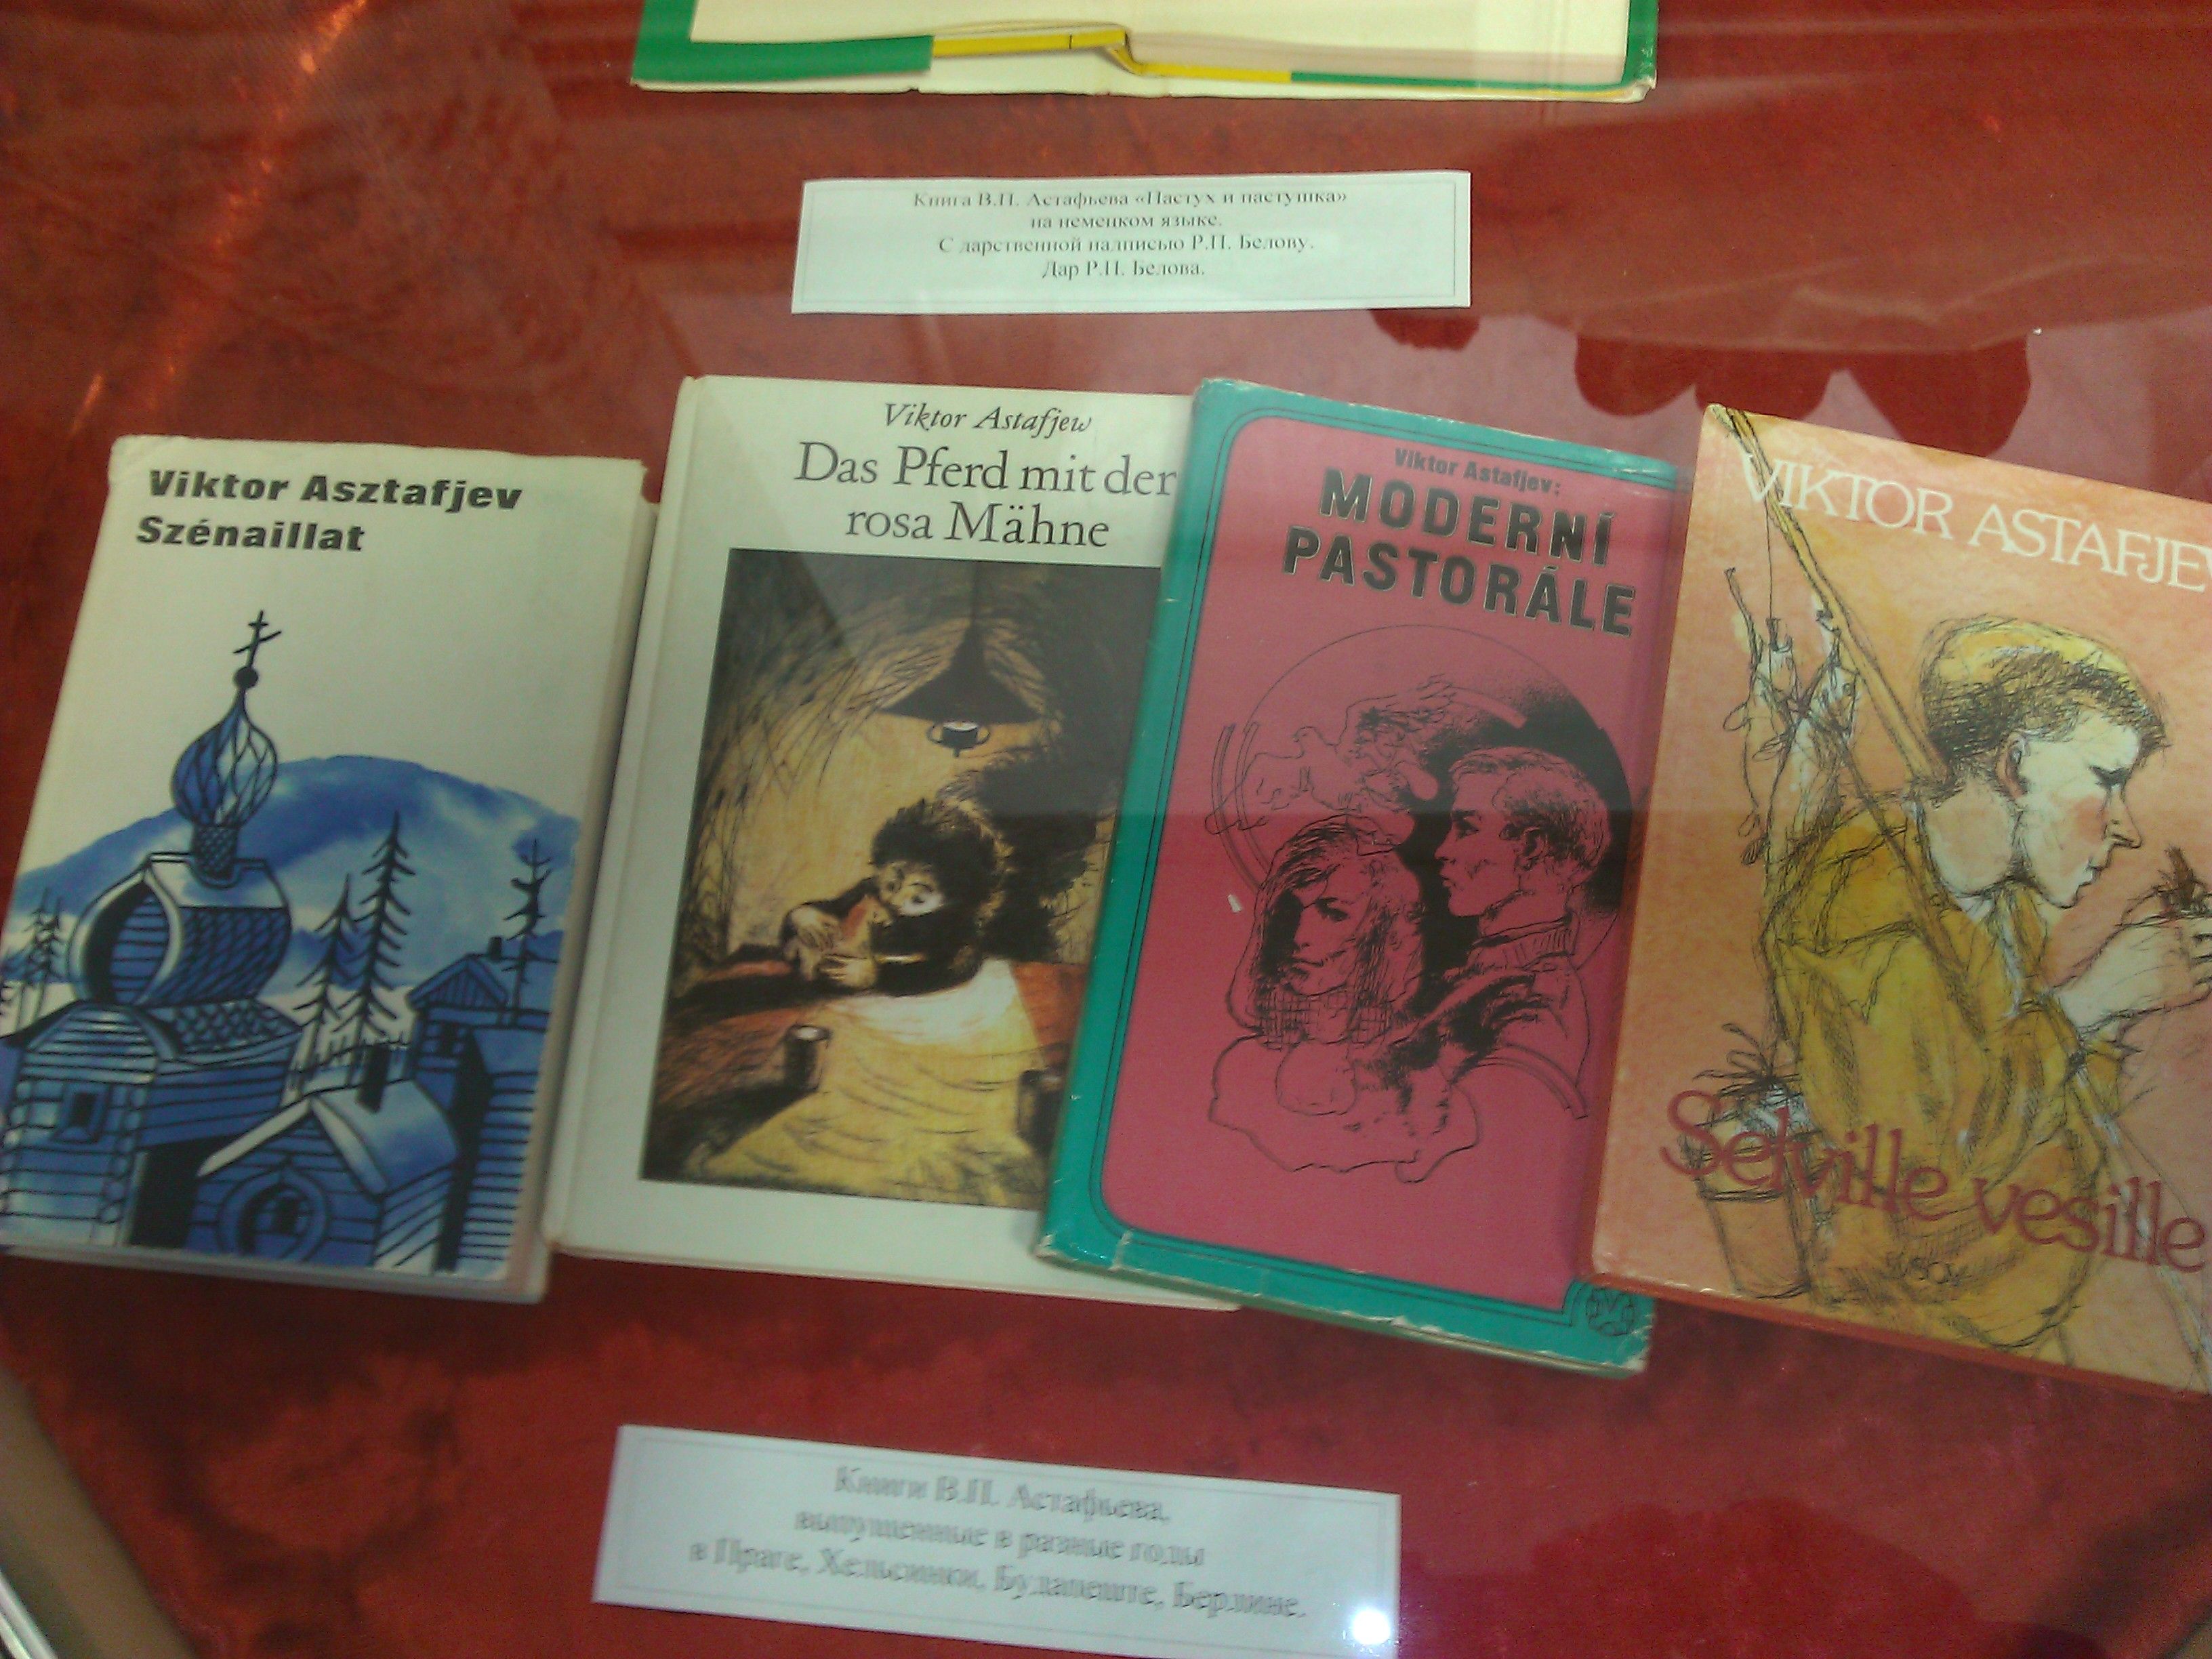 Книга В.П. Астафьева «Пастух и пастушка»
на немецком языке.
С дарственной надписью Р.П. Белову.
Дар Р.П. Белова.
Viktor Asztafjev
Szénaillat
Viktor Astafjew
Das Pferd mit der
rosa Mähne
Viktor Astafjev:
MODERNÍ
PASTORÁLE
VIKTOR ASTAFJEV
Selville vesille
Книги В.П. Астафьева,
выпущенные в разные годы
в Праге, Хельсинки, Будапеште, Берлине.